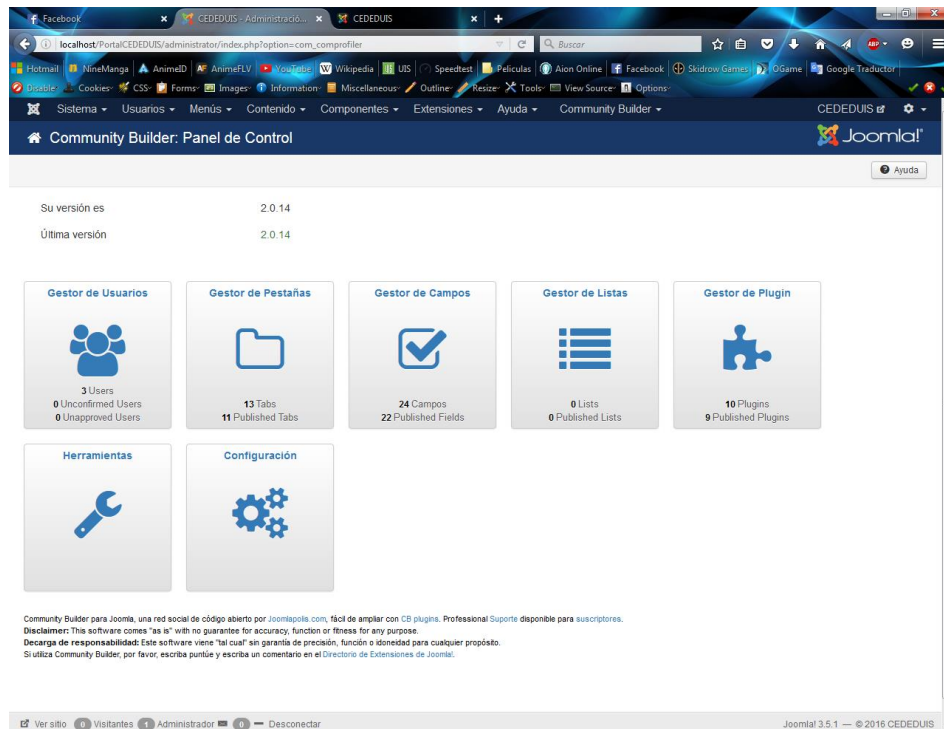 Facebook
CEDEDUIS - Administració...
CEDEDUIS
localhost/PortalCEDEDUIS/administrator/index.php?option=com_comprofiler
Buscar
ABP
Hotmail NineManga AnimeID AnimeFLV YouTube Wikipedia UIS Speedtest Peliculas Aion Online Facebook Skidrow Games OGame Google Traductor
Disable Cookies CSS Forms Images Information Miscellaneous Outline Resize Tools View Source Options
Sistema Usuarios Menús Contenido Componentes Extensiones Ayuda Community Builder CEDEDUIS
Community Builder: Panel de Control
Joomla!
Ayuda
Su versión es 2.0.14
Última versión 2.0.14
Gestor de Usuarios
3 Users
0 Unconfirmed Users
0 Unapproved Users
Gestor de Pestañas
13 Tabs
11 Published Tabs
Gestor de Campos
24 Campos
22 Published Fields
Gestor de Listas
0 Lists
0 Published Lists
Gestor de Plugin
10 Plugins
9 Published Plugins
Herramientas
Configuración
Community Builder para Joomla, una red social de código abierto por Joomlapolis.com, fácil de ampliar con CB plugins. Professional Suporte disponible para suscriptores.
Disclaimer: This software comes "as is" with no guarantee for accuracy, function or fitness for any purpose.
Decarga de responsabilidad: Este software viene "tal cual" sin garantía de precisión, función o idoneidad para cualquier propósito.
Si utiliza Community Builder, por favor, escriba puntúe y escriba un comentario en el Directorio de Extensiones de Joomla!.
Ver sitio 0 Visitantes 1 Administrador 0 Desconectar
Joomla! 3.5.1 — © 2016 CEDEDUIS